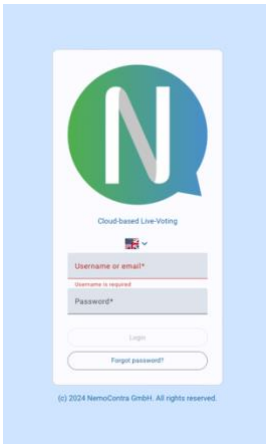 N
Cloud-based Live-Voting
Username or email*
Username is required
Password*
Login
Forgot password?
(c) 2024 NemoContra GmbH. All rights reserved.